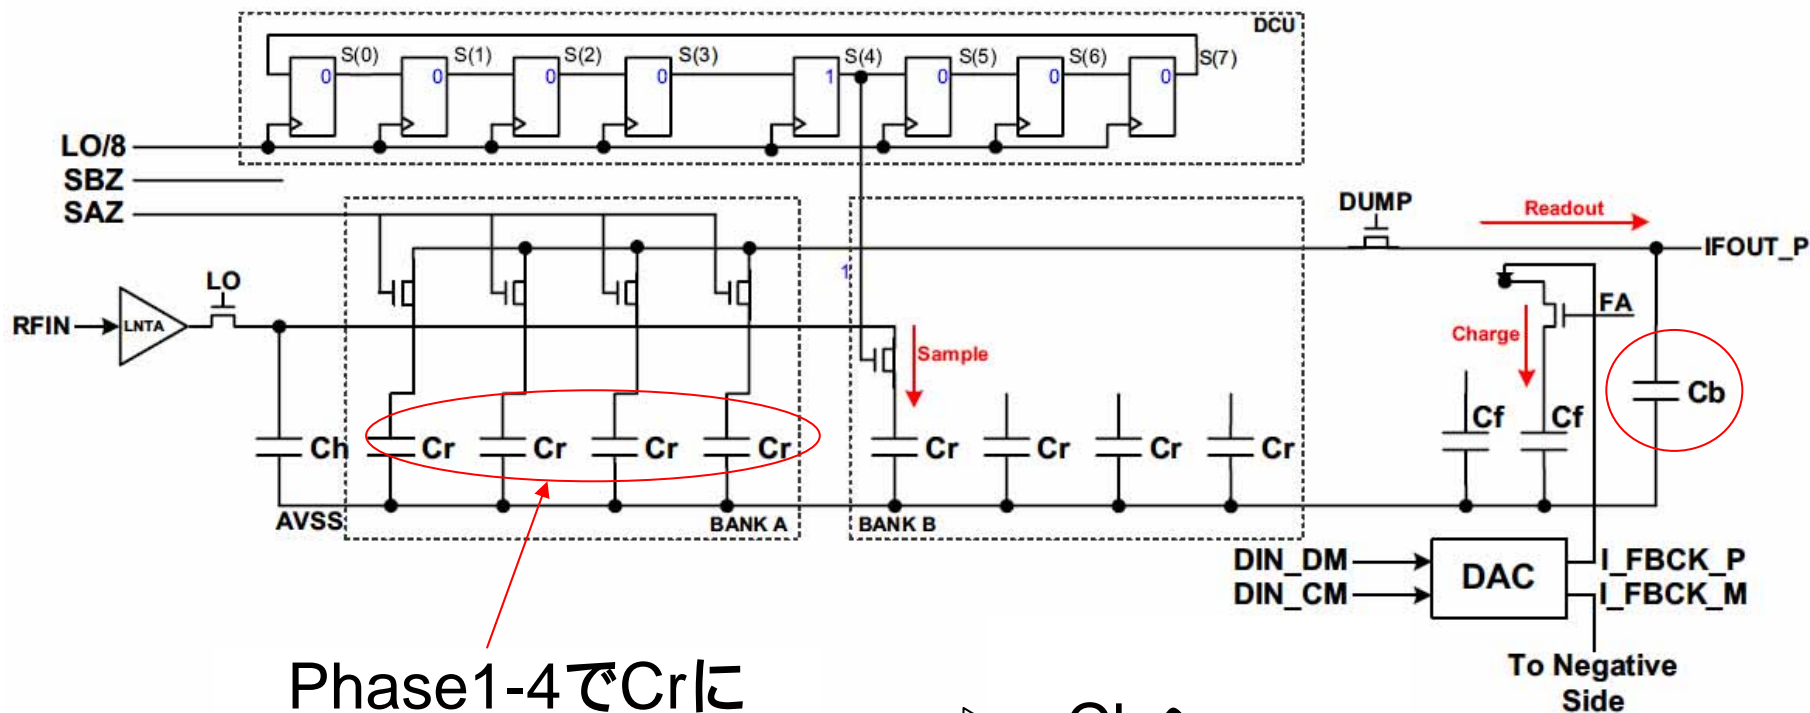 DCU
S(0) S(1) S(2) S(3) S(4) S(5) S(6) S(7)
0 0 0 0 1 0 0 0
LO/8
SBZ
SAZ
DUMP
Readout
IFOUT_P
1
LO
RFIN
LNTA
FA
Sample
Charge
Cf Cf
Cb
Ch Cr Cr Cr Cr Cr Cr Cr Cr
AVSS
BANK A
BANK B
DIN_DM
DIN_CM
DAC
I_FBCK_P
I_FBCK_M
To Negative
Side
Phase1-4でCrに